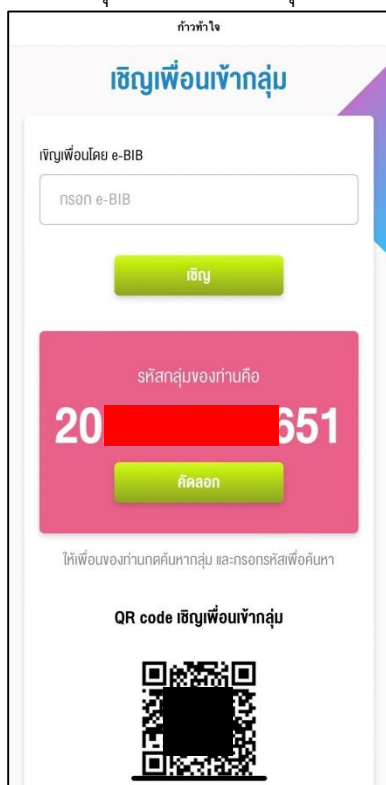 ก้าวท้าใจ
เชิญเพื่อนเข้ากลุ่ม
เชิญเพื่อนโดย e-BIB
กรอก e-BIB
เชิญ
รหัสกลุ่มของท่านคือ
20 651
คัดลอก
ให้เพื่อนของท่านกดค้นหากลุ่ม และกรอกรหัสเพื่อค้นหา
QR code เชิญเพื่อนเข้ากลุ่ม